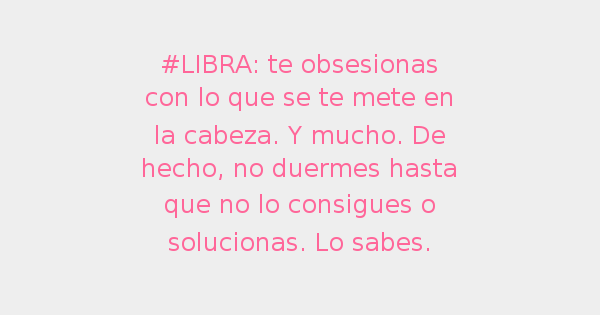 #LIBRA: te obsesionas
con lo que se te mete en
la cabeza. Y mucho. De
hecho, no duermes hasta
que no lo consigues o
solucionas. Lo sabes.